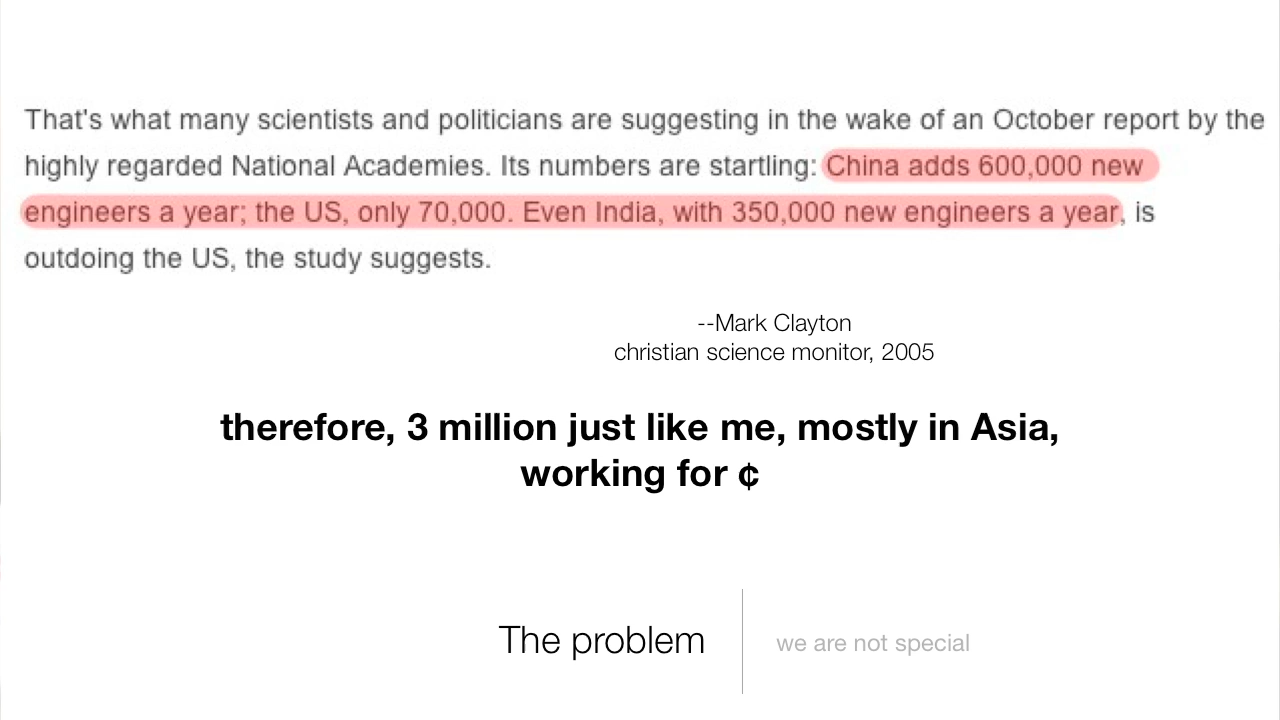 That's what many scientists and politicians are suggesting in the wake of an October report by the
highly regarded National Academies. Its numbers are startling: China adds 600,000 new
engineers a year; the US, only 70,000. Even India, with 350,000 new engineers a year, is
outdoing the US, the study suggests.
--Mark Clayton
christian science monitor, 2005
therefore, 3 million just like me, mostly in Asia,
working for ¢
The problem
we are not special